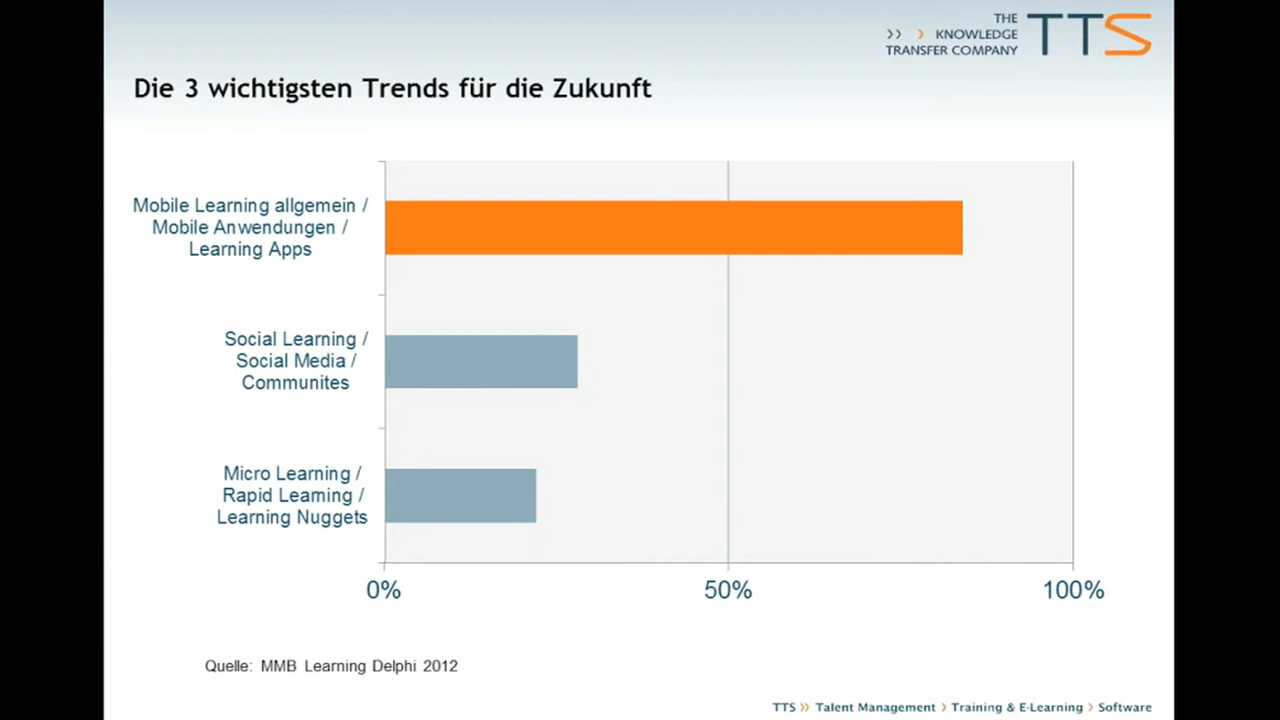 THE
›› › KNOWLEDGE
TRANSFER COMPANY
TTS
Die 3 wichtigsten Trends für die Zukunft
Mobile Learning allgemein /
Mobile Anwendungen /
Learning Apps
Social Learning /
Social Media /
Communites
Micro Learning /
Rapid Learning /
Learning Nuggets
0%
50%
100%
Quelle: MMB Learning Delphi 2012
TTS ›› Talent Management › Training & E-Learning › Software